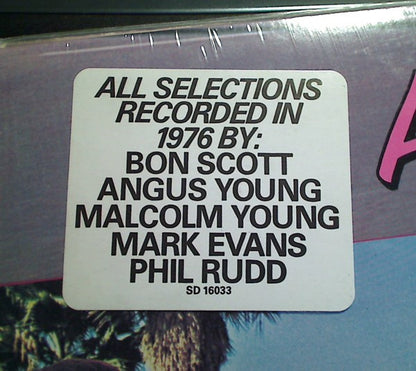 ALL SELECTIONS
RECORDED IN
1976 BY:
BON SCOTT
ANGUS YOUNG
MALCOLM YOUNG
MARK EVANS
PHIL RUDD
SD 16033
A